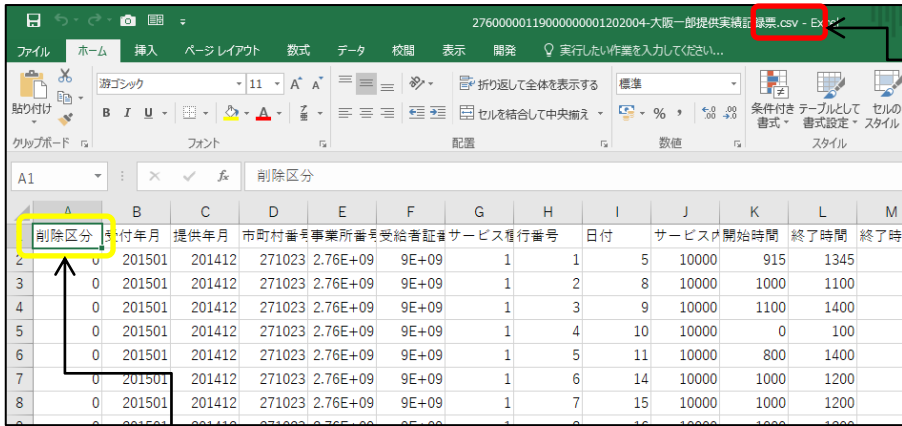 27600000119000000001202004-大阪一郎提供実績記録票.csv - Excel
ファイル ホーム 挿入 ページ レイアウト 数式 データ 校閲 表示 開発 実行したい作業を入力してください...
貼り付け
游ゴシック 11 A A 折り返して全体を表示する 標準
B I U A セルを結合して中央揃え % , .0 .00 .00 .0
条件付き書式 テーブルとして書式設定 セルのスタイル
クリップボード フォント 配置 数値 スタイル
A1 fx 削除区分
A B C D E F G H I J K L M
削除区分 受付年月 提供年月 市町村番号 事業所番号 受給者証番 サービス種 行番号 日付 サービス内 開始時間 終了時間 終了時
2 0 201501 201412 271023 2.76E+09 9E+09 1 1 5 10000 915 1345
3 0 201501 201412 271023 2.76E+09 9E+09 1 2 8 10000 1000 1100
4 0 201501 201412 271023 2.76E+09 9E+09 1 3 9 10000 1100 1400
5 0 201501 201412 271023 2.76E+09 9E+09 1 4 10 10000 0 100
6 0 201501 201412 271023 2.76E+09 9E+09 1 5 11 10000 800 1400
7 0 201501 201412 271023 2.76E+09 9E+09 1 6 14 10000 1000 1200
8 0 201501 201412 271023 2.76E+09 9E+09 1 7 15 10000 1000 1200